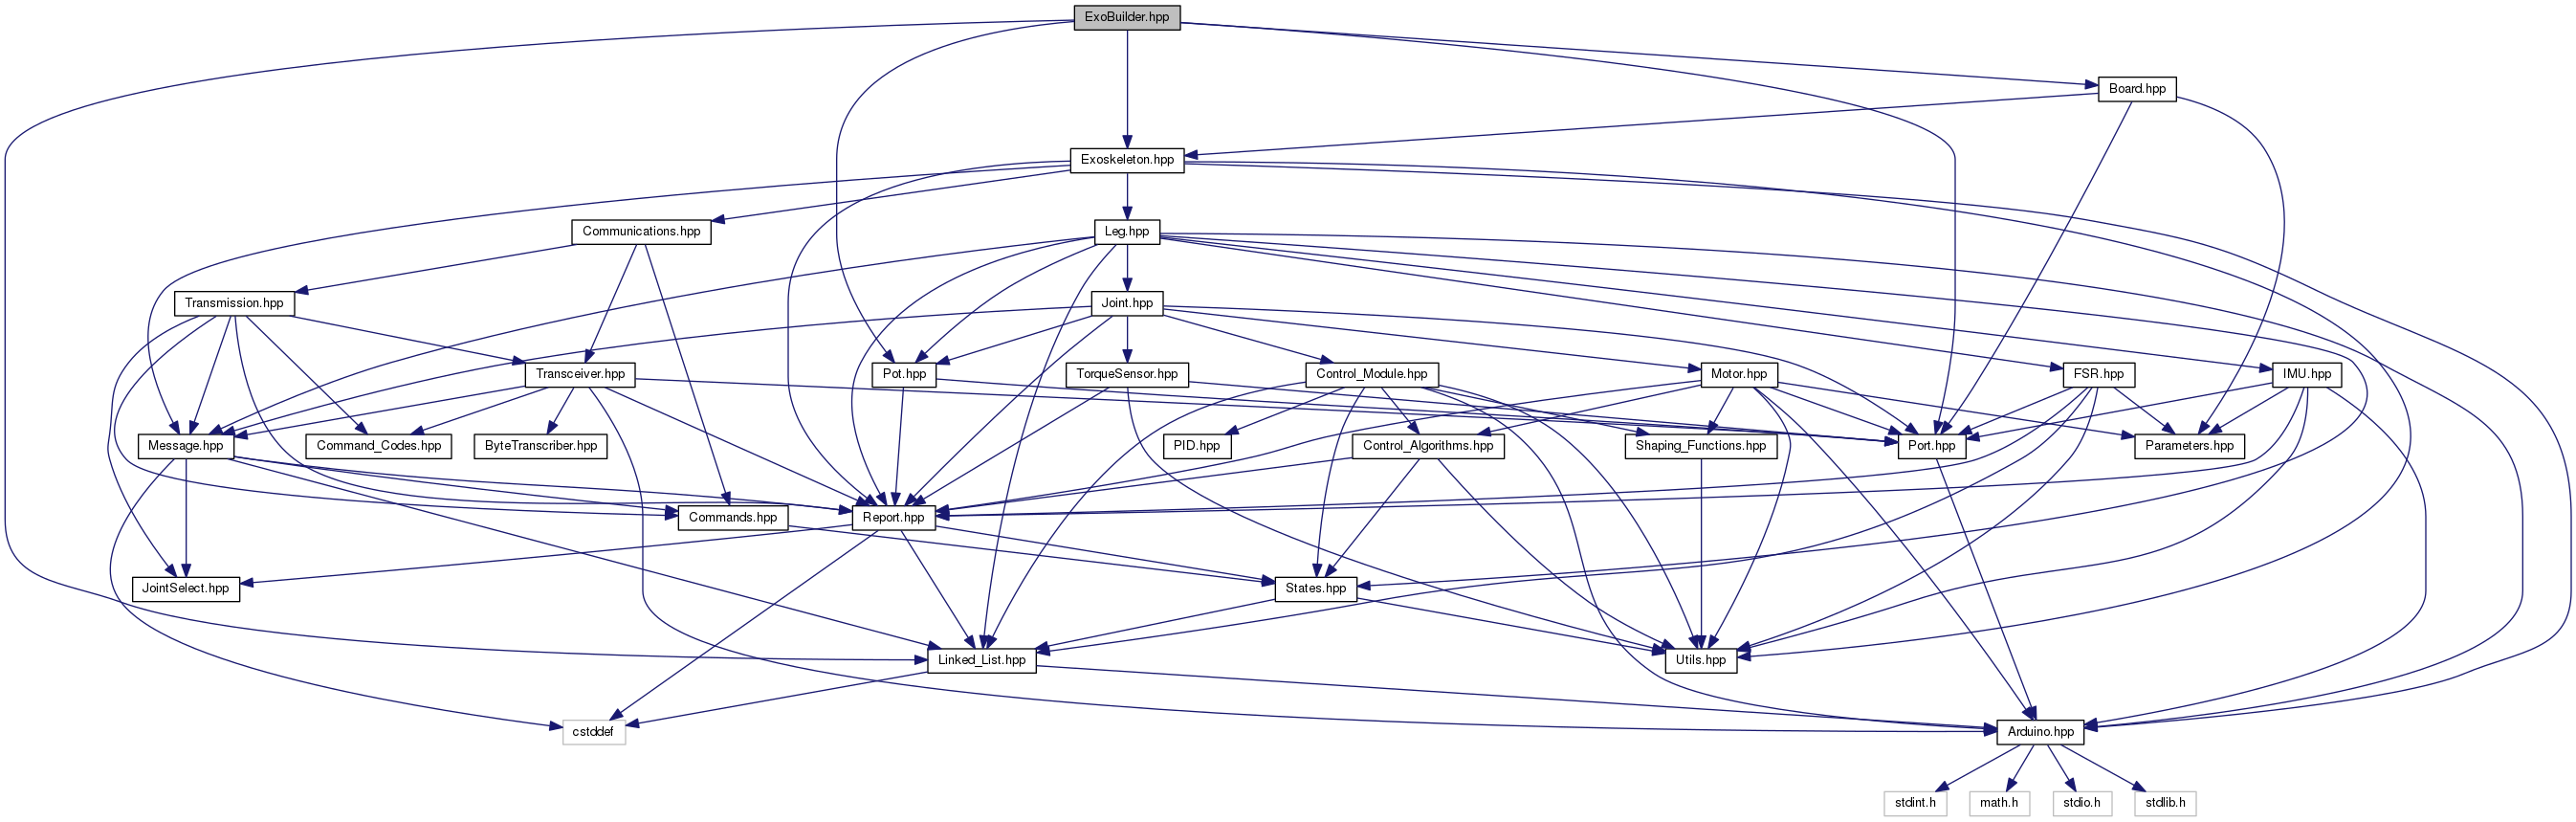 ExoBuilder.hpp
Board.hpp
Exoskeleton.hpp
Communications.hpp
Leg.hpp
Transmission.hpp
Joint.hpp
Transceiver.hpp
Pot.hpp
TorqueSensor.hpp
Control_Module.hpp
Motor.hpp
FSR.hpp
IMU.hpp
Message.hpp
Command_Codes.hpp
ByteTranscriber.hpp
PID.hpp
Control_Algorithms.hpp
Shaping_Functions.hpp
Port.hpp
Parameters.hpp
Commands.hpp
Report.hpp
JointSelect.hpp
States.hpp
Linked_List.hpp
Utils.hpp
cstddef
Arduino.hpp
stdint.h
math.h
stdio.h
stdlib.h